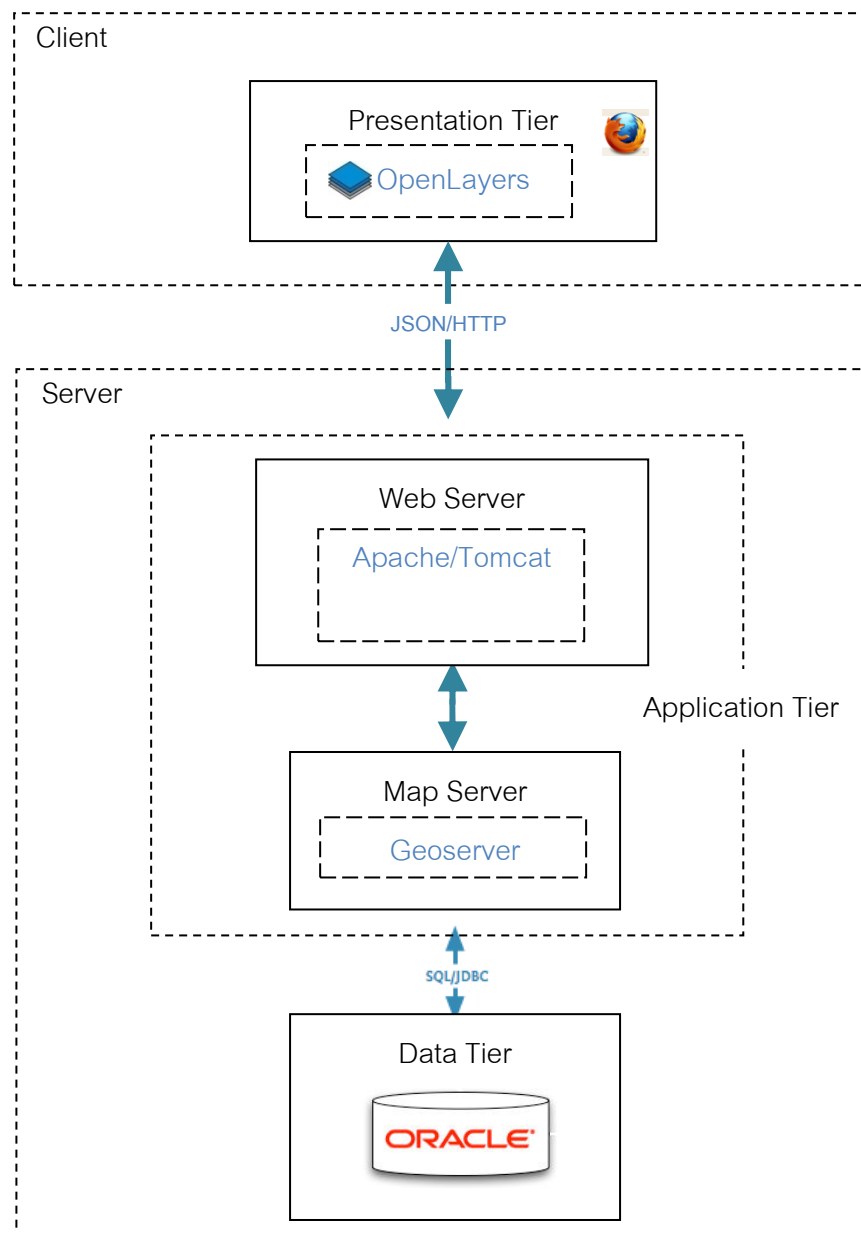 Client
Presentation Tier
OpenLayers
JSON/HTTP
Server
Web Server
Apache/Tomcat
Application Tier
Map Server
Geoserver
SQL/JDBC
Data Tier
ORACLE®